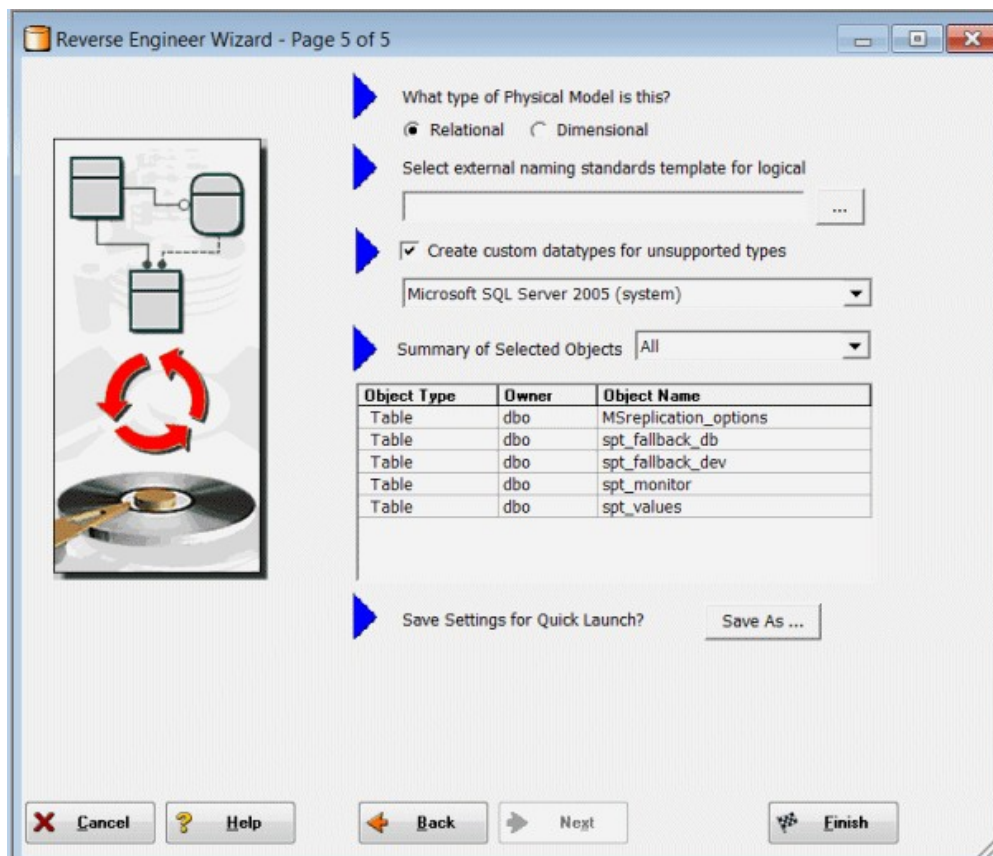 Reverse Engineer Wizard - Page 5 of 5
What type of Physical Model is this?
Relational Dimensional
Select external naming standards template for logical
...
Create custom datatypes for unsupported types
Microsoft SQL Server 2005 (system)
Summary of Selected Objects All
Object Type Owner Object Name
Table dbo MSreplication_options
Table dbo spt_fallback_db
Table dbo spt_fallback_dev
Table dbo spt_monitor
Table dbo spt_values
Save Settings for Quick Launch? Save As ...
Cancel Help Back Next Finish